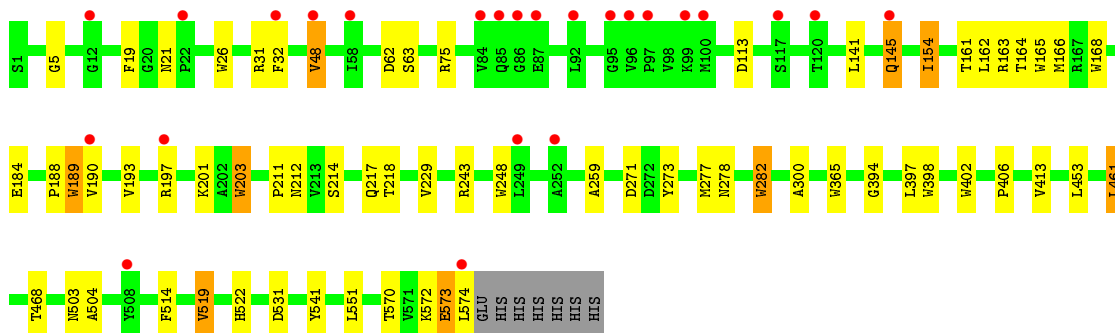 S1 G5 G12 F19 G20 N21 P22 W26 R31 F32 V48 I58 D62 S63 R75 V84 Q85 G86 E87 L92 G95 V96 P97 V98 K99 M100 D113 S117 T120 L141 Q145 I154 T161 L162 R163 T164 W165 M166 R167 W168
E184 P188 W189 V190 V193 R197 K201 A202 W203 P211 N212 V213 S214 Q217 T218 V229 R243 W248 L249 A252 A259 D271 D272 Y273 M277 N278 W282 A300 W365 G394 L397 W398 W402 P406 V413 L453 L461
T468 N503 A504 Y508 F514 V519 H522 D531 Y541 L551 T570 V571 K572 E573 L574 GLU HIS HIS HIS HIS HIS HIS